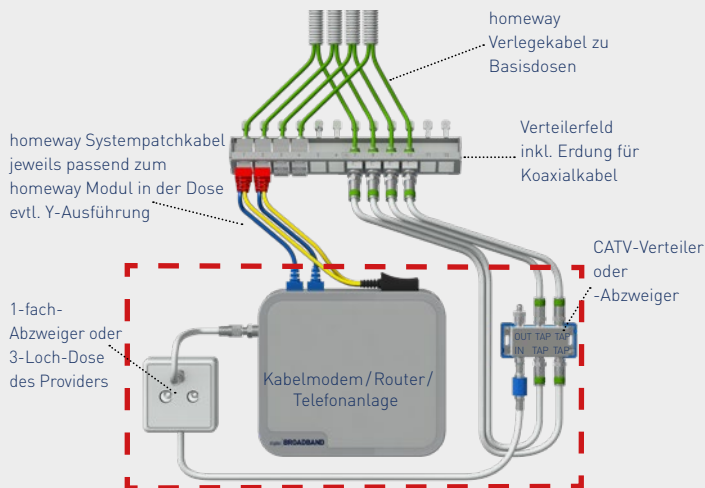 homeway
Verlegekabel zu
Basisdosen
homeway Systempatchkabel
jeweils passend zum
homeway Modul in der Dose
evtl. Y-Ausführung
Verteilerfeld
inkl. Erdung für
Koaxialkabel
CATV-Verteiler
oder
-Abzweiger
1-fach-
Abzweiger oder
3-Loch-Dose
des Providers
OUT TAP TAP
IN TAP TAP
Kabelmodem/Router/
Telefonanlage
BROADBAND